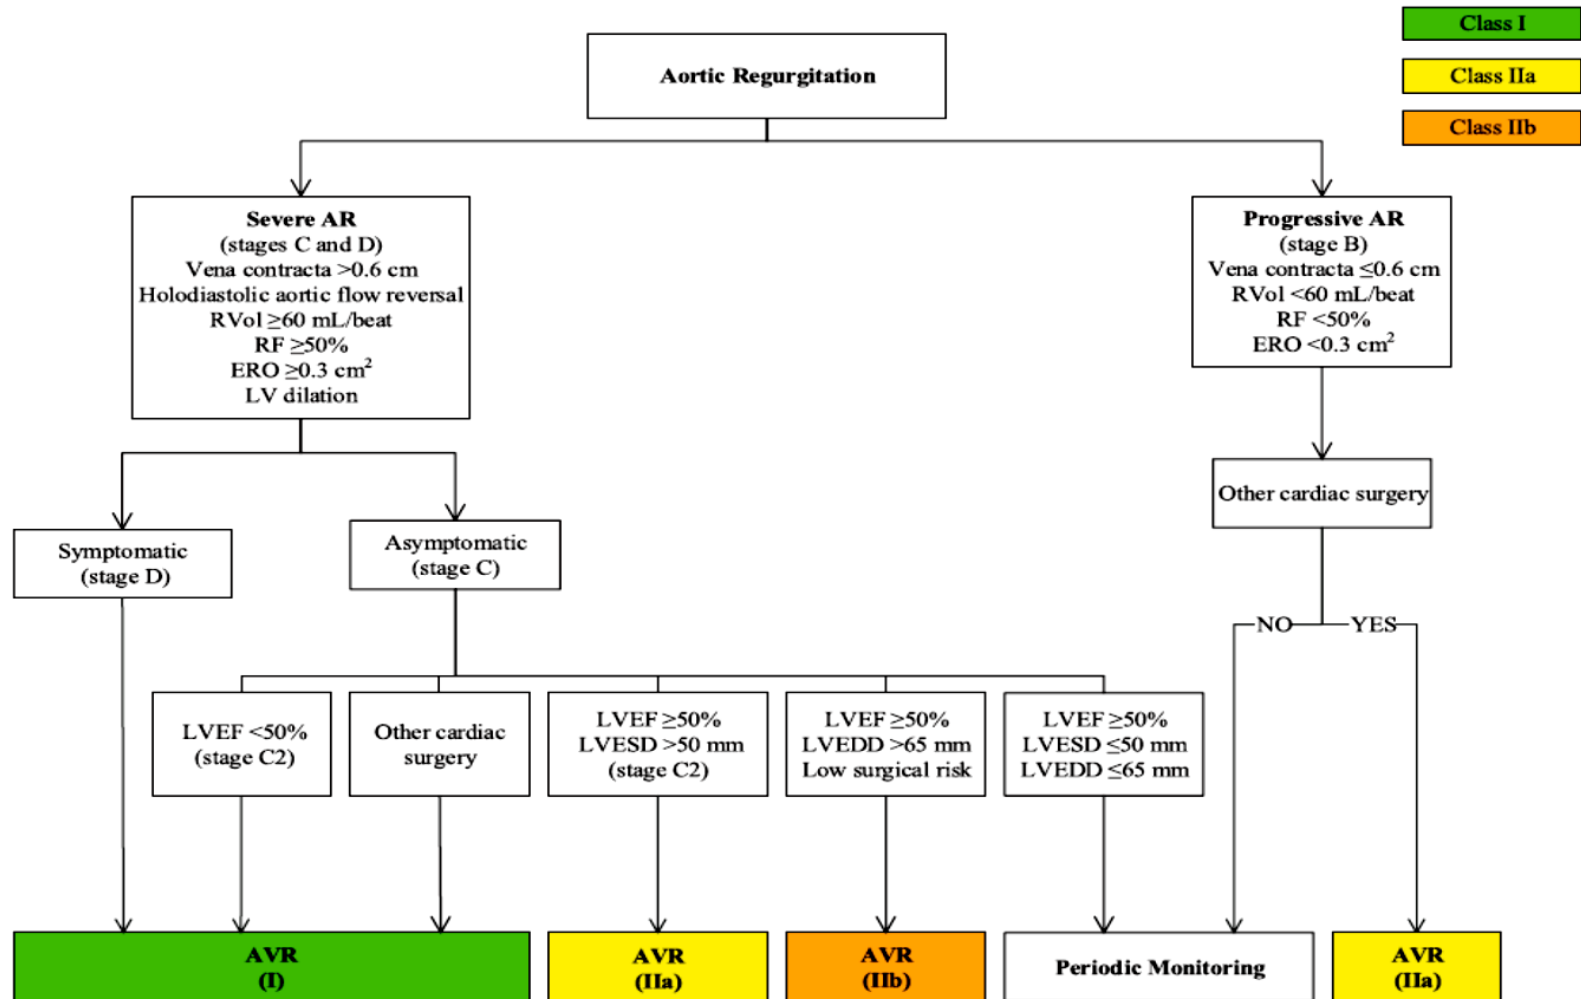 Class I
Class IIa
Class IIb
Aortic Regurgitation
Severe AR
(stages C and D)
Vena contracta >0.6 cm
Holodiastolic aortic flow reversal
RVol ≥60 mL/beat
RF ≥50%
ERO ≥0.3 cm²
LV dilation
Progressive AR
(stage B)
Vena contracta ≤0.6 cm
RVol <60 mL/beat
RF <50%
ERO <0.3 cm²
Other cardiac surgery
Symptomatic
(stage D)
Asymptomatic
(stage C)
NO
YES
LVEF <50%
(stage C2)
Other cardiac
surgery
LVEF ≥50%
LVESD >50 mm
(stage C2)
LVEF ≥50%
LVEDD >65 mm
Low surgical risk
LVEF ≥50%
LVESD ≤50 mm
LVEDD ≤65 mm
AVR
(I)
AVR
(IIa)
AVR
(IIb)
Periodic Monitoring
AVR
(IIa)